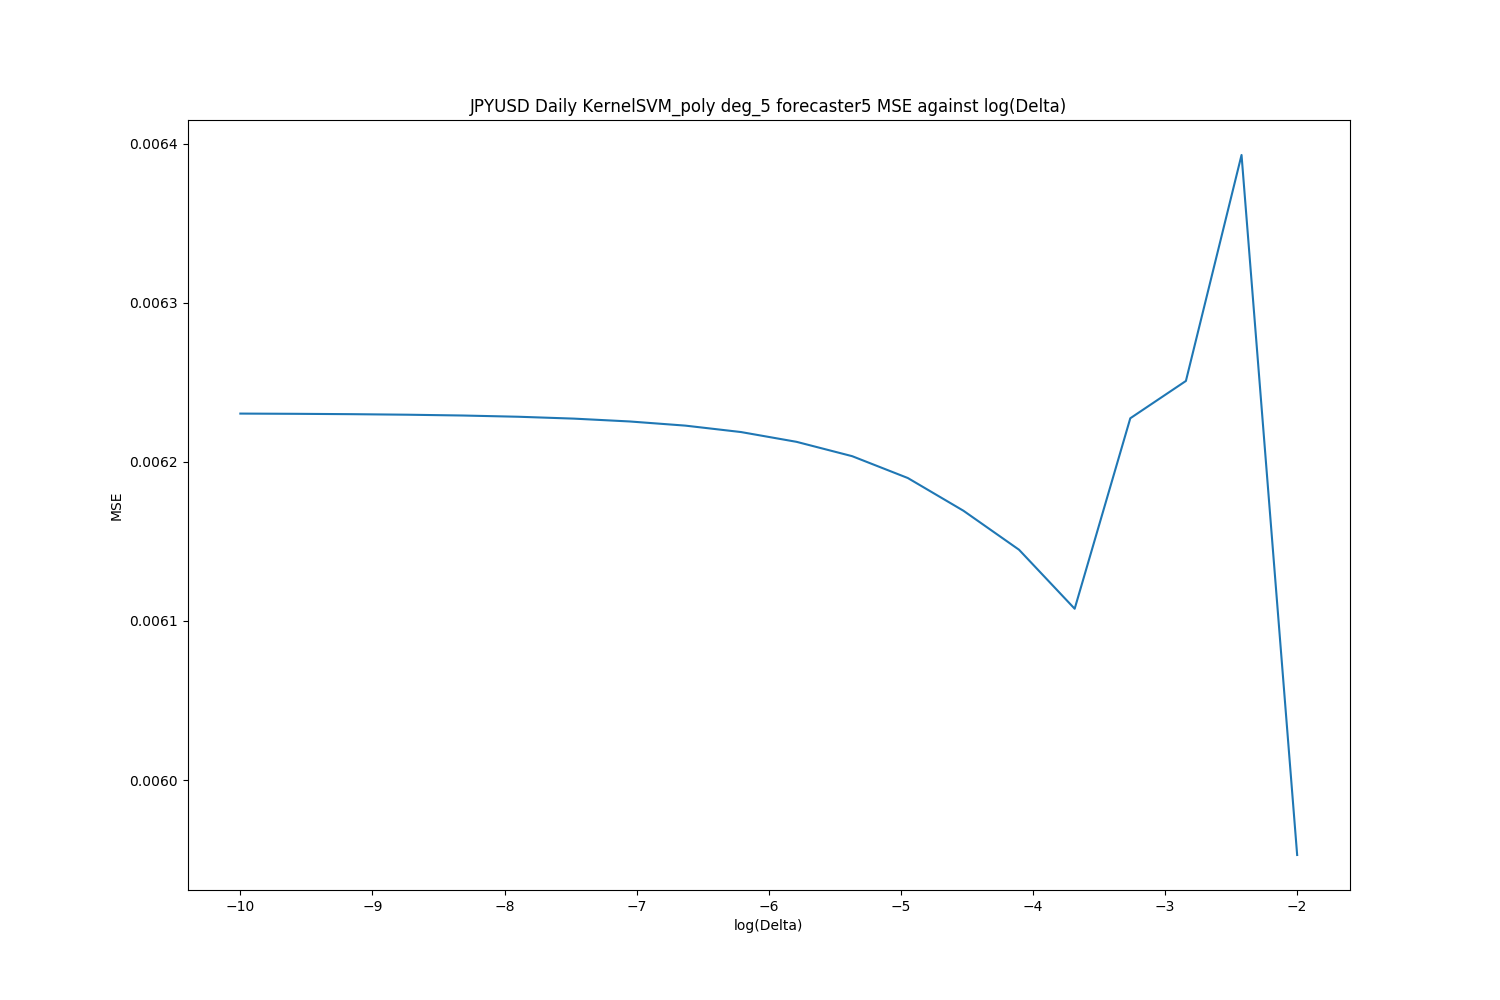 JPYUSD Daily KernelSVM_poly deg_5 forecaster5 MSE against log(Delta)
0.0064
0.0063
0.0062
MSE
0.0061
0.0060
−10 −9 −8 −7 −6 −5 −4 −3 −2
log(Delta)